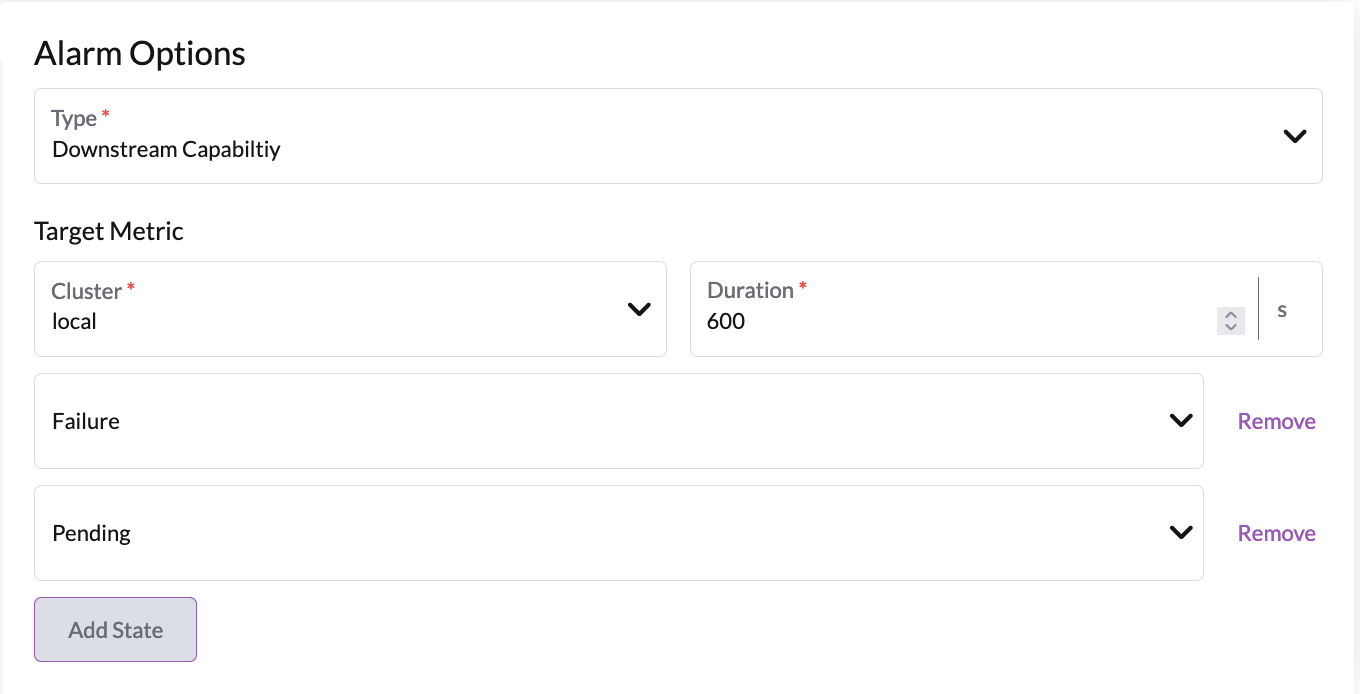 Alarm Options
Type *
Downstream Capabiltiy
Target Metric
Cluster *
local
Duration *
600
s
Failure
Remove
Pending
Remove
Add State